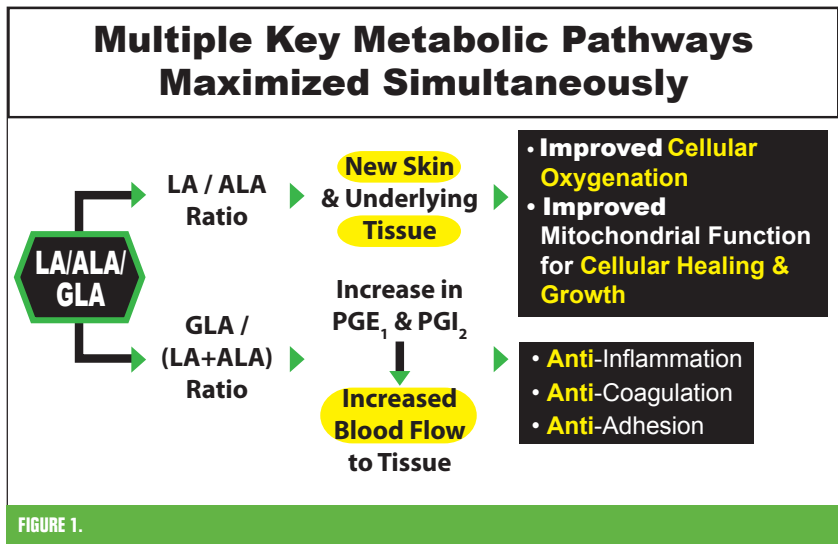 Multiple Key Metabolic Pathways
Maximized Simultaneously
LA/ALA/
GLA
LA / ALA
Ratio
New Skin
& Underlying
Tissue
• Improved Cellular
Oxygenation
• Improved
Mitochondrial Function
for Cellular Healing &
Growth
GLA /
(LA+ALA)
Ratio
Increase in
PGE₁ & PGI₂
Increased
Blood Flow
to Tissue
• Anti-Inflammation
• Anti-Coagulation
• Anti-Adhesion
FIGURE 1.